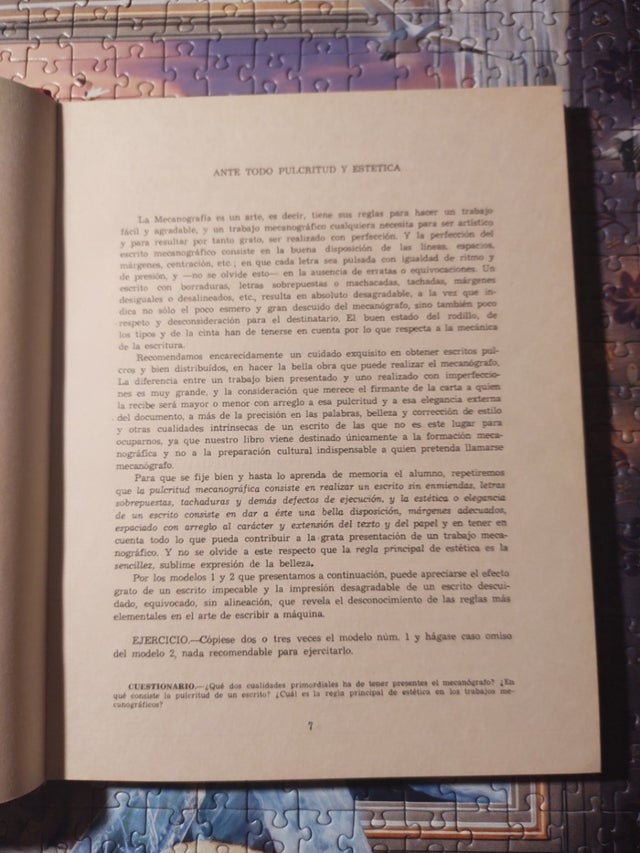 ANTE TODO PULCRITUD Y ESTETICA
La Mecanografía es un arte, es decir, tiene sus reglas para hacer un trabajo
fácil y agradable, y un trabajo mecanográfico cualquiera necesita para ser artístico
y para resultar por tanto grato, ser realizado con perfección. Y la perfección del
escrito mecanográfico consiste en la buena disposición de las líneas, espacios,
márgenes, centración, etc.; en que cada letra sea pulsada con igualdad de ritmo y
de presión, y —no se olvide esto— en la ausencia de erratas o equivocaciones. Un
escrito con borraduras, letras sobrepuestas o machacadas, tachadas, márgenes
desiguales o desalineados, etc, resulta en absoluto desagradable, a la vez que in-
dica no sólo el poco esmero y gran descuido del mecanógrafo, sino también poco
respeto y desconsideración para el destinatario. El buen estado del rodillo, de
los tipos y de la cinta han de tenerse en cuenta por lo que respecta a la mecánica
de la escritura.
Recomendamos encarecidamente un cuidado exquisito en obtener escritos pul-
cros y bien distribuídos, en hacer la bella obra que puede realizar el mecanógrafo.
La diferencia entre un trabajo bien presentado y uno realizado con imperfeccio-
nes es muy grande, y la consideración que merece el firmante de la carta a quien
la recibe será mayor o menor con arreglo a esa pulcritud y a esa elegancia externa
del documento, a más de la precisión en las palabras, belleza y corrección de estilo
y otras cualidades intrínsecas de un escrito de las que no es este lugar para
ocuparnos, ya que nuestro libro viene destinado únicamente a la formación meca-
nográfica y no a la preparación cultural indispensable a quien pretenda llamarse
mecanógrafo.
Para que se fije bien y hasta lo aprenda de memoria el alumno, repetiremos
que la pulcritud mecanográfica consiste en realizar un escrito sin enmiendas, letras
sobrepuestas, tachaduras y demás defectos de ejecución, y la estética o elegancia
de un escrito consiste en dar a éste una bella disposición, márgenes adecuados,
espaciado con arreglo al carácter y extensión del texto y del papel y en tener en
cuenta todo lo que pueda contribuir a la grata presentación de un trabajo meca-
nográfico. Y no se olvide a este respecto que la regla principal de estética es la
sencillez, sublime expresión de la belleza.
Por los modelos 1 y 2 que presentamos a continuación, puede apreciarse el efecto
grato de un escrito impecable y la impresión desagradable de un escrito descui-
dado, equivocado, sin alineación, que revela el desconocimiento de las reglas más
elementales en el arte de escribir a máquina.
EJERCICIO.—Cópiese dos o tres veces el modelo núm. 1 y hágase caso omiso
del modelo 2, nada recomendable para ejercitarlo.
CUESTIONARIO.—¿Qué dos cualidades primordiales ha de tener presentes el mecanógrafo? ¿En
qué consiste la pulcritud de un escrito? ¿Cuál es la regla principal de estética en los trabajos me-
canográficos?
7